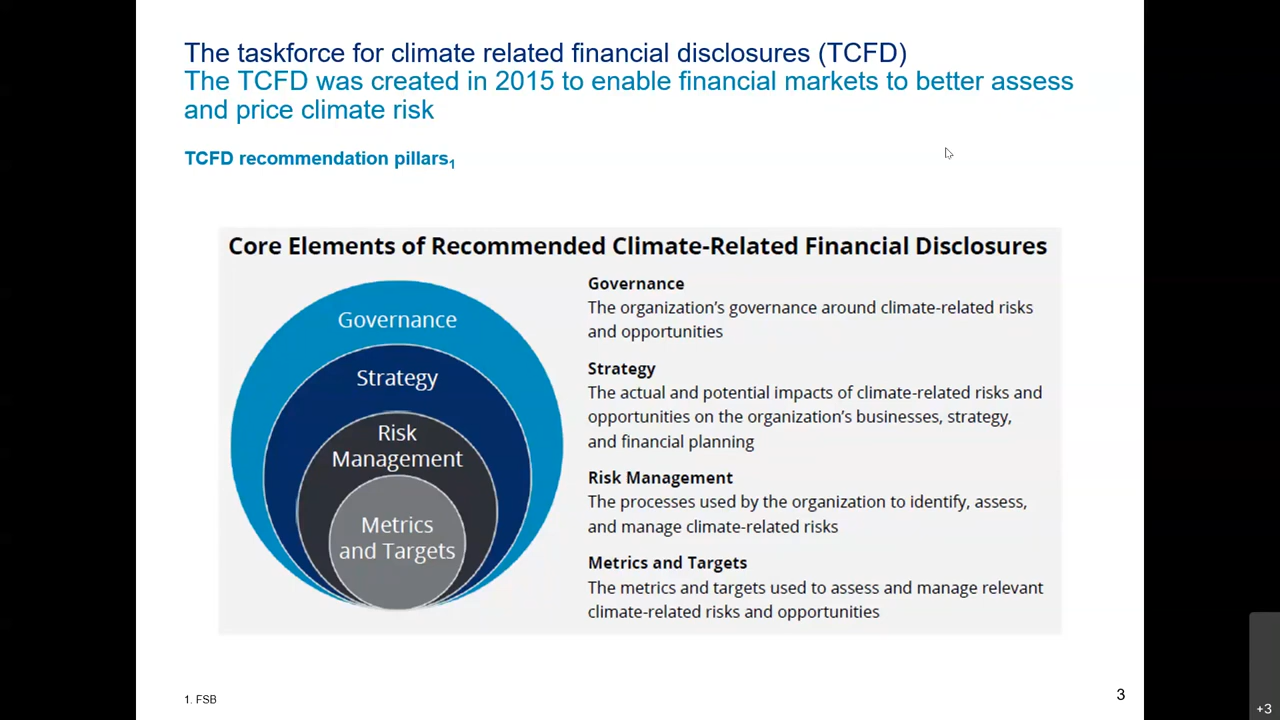 The taskforce for climate related financial disclosures (TCFD)
The TCFD was created in 2015 to enable financial markets to better assess
and price climate risk
TCFD recommendation pillars1
Core Elements of Recommended Climate-Related Financial Disclosures
Governance
Strategy
Risk
Management
Metrics
and Targets
Governance
The organization’s governance around climate-related risks
and opportunities
Strategy
The actual and potential impacts of climate-related risks and
opportunities on the organization’s businesses, strategy,
and financial planning
Risk Management
The processes used by the organization to identify, assess,
and manage climate-related risks
Metrics and Targets
The metrics and targets used to assess and manage relevant
climate-related risks and opportunities
1. FSB
3
+3